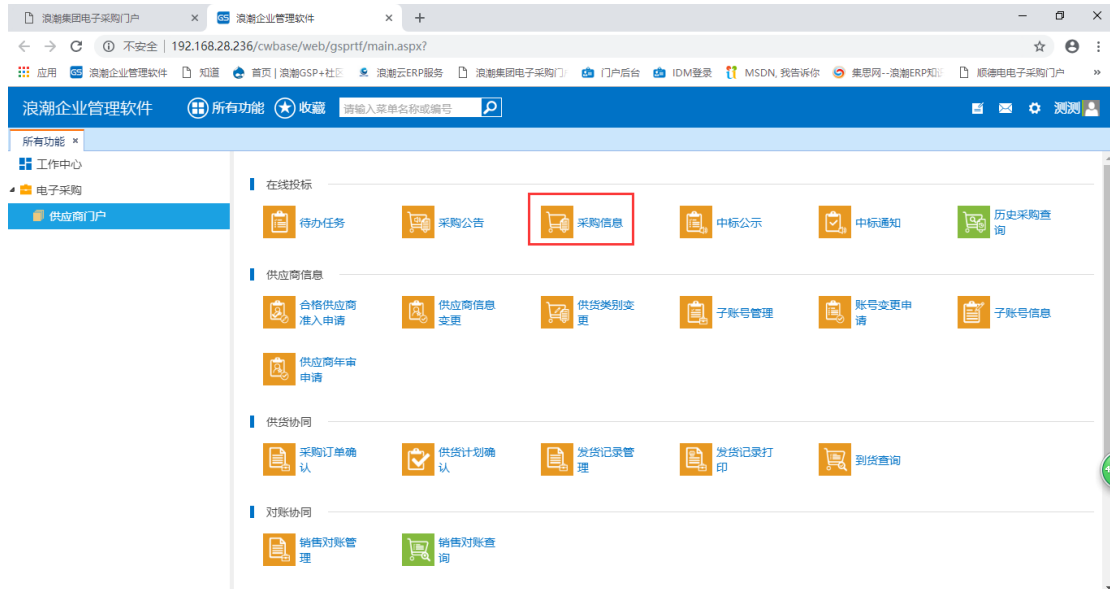 浪潮集团电子采购门户 × GS 浪潮企业管理软件 × +
不安全 | 192.168.28.236/cwbase/web/gsprtf/main.aspx?
应用 GS 浪潮企业管理软件 知道 首页|浪潮GSP+社区 浪潮云ERP服务 浪潮集团电子采购门 门户后台 IDM登录 MSDN, 我告诉你 集思网--浪潮ERP知 顺德电电子采购门户 »
浪潮企业管理软件 所有功能 收藏 请输入菜单名称或编号 测测
所有功能 ×
工作中心
电子采购
供应商门户
在线投标
待办任务 采购公告 采购信息 中标公示 中标通知 历史采购查
询
供应商信息
合格供应商 供应商信息 供货类别变 子账号管理 账号变更申 子账号信息
准入申请 变更 更 请
供应商年审
申请
供货协同
采购订单确 供货计划确 发货记录管 发货记录打 到货查询
认 认 理 印
对账协同
销售对账管 销售对账查
理 询